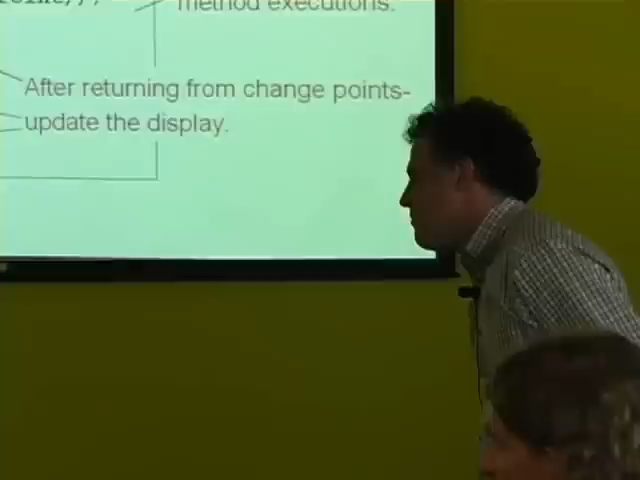 method executions.
After returning from change points-
update the display.